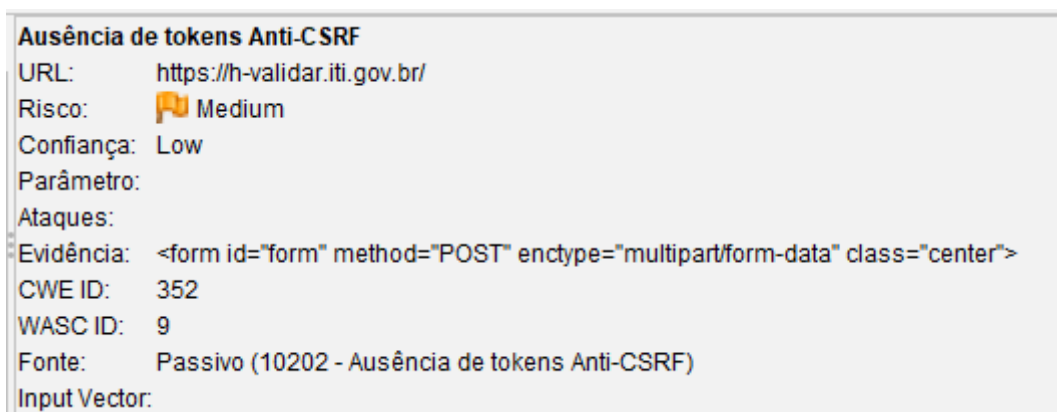 Ausência de tokens Anti-CSRF
URL: https://h-validar.iti.gov.br/
Risco: Medium
Confiança: Low
Parâmetro:
Ataques:
Evidência: <form id="form" method="POST" enctype="multipart/form-data" class="center">
CWE ID: 352
WASC ID: 9
Fonte: Passivo (10202 - Ausência de tokens Anti-CSRF)
Input Vector: